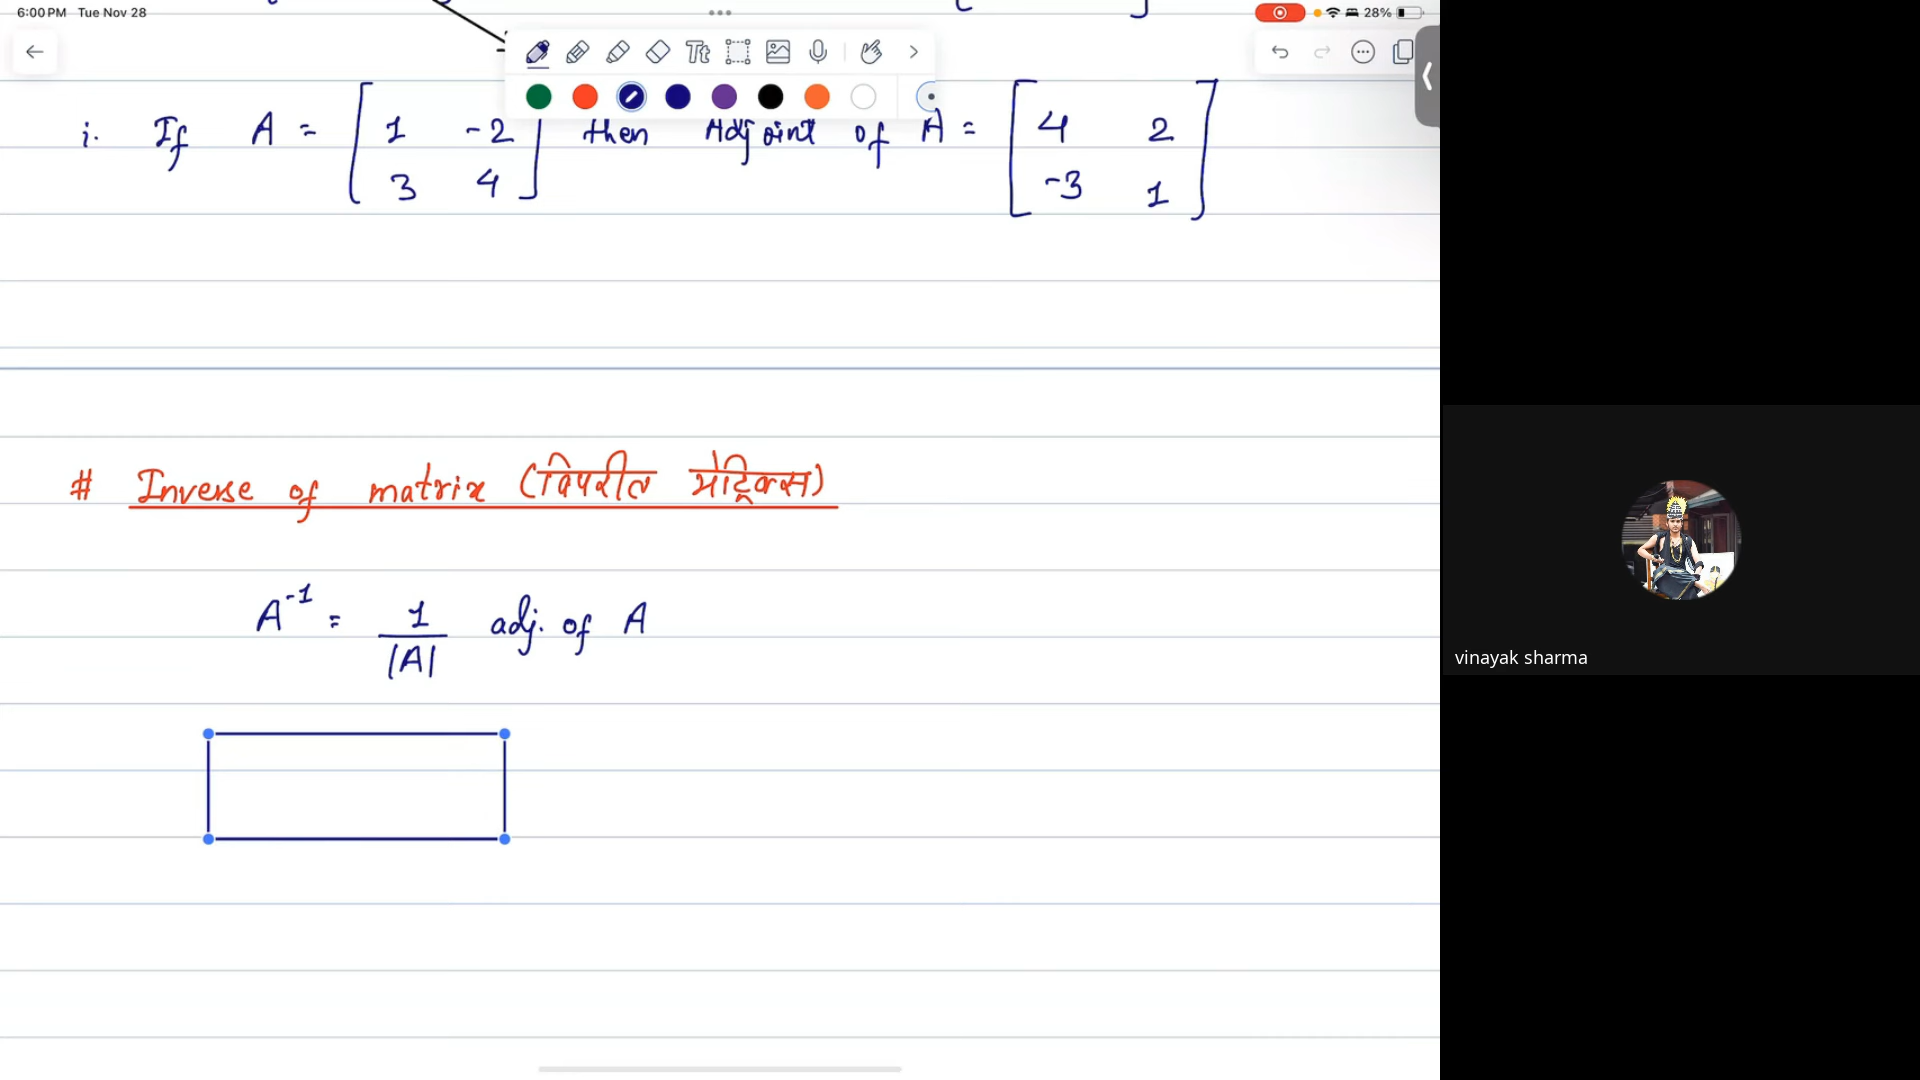 6:00 PM Tue Nov 28
28%
Tt
i. If A = [ 1 -2 ] then Adjoint of A = [ 4 2 ]
3 4 -3 1
# Inverse of matrix (विपरीत मैट्रिक्स)
A⁻¹ = 1 adj. of A
|A|
vinayak sharma